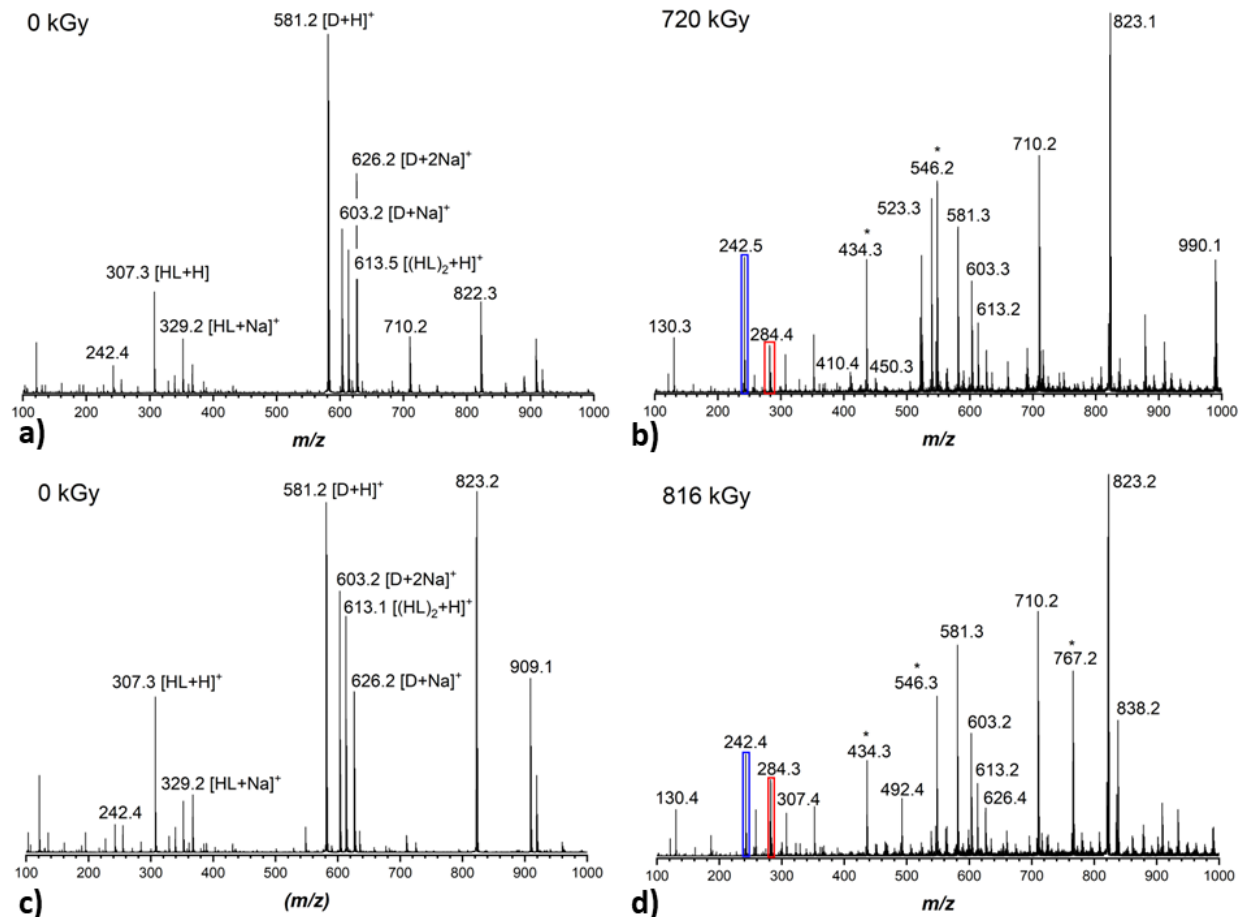 0 kGy
581.2 [D+H]⁺
626.2 [D+2Na]⁺
603.2 [D+Na]⁺
613.5 [(HL)₂+H]⁺
307.3 [HL+H]
329.2 [HL+Na]⁺
242.4
710.2
822.3
100 200 300 400 500 600 700 800 900 1000
a) m/z
720 kGy
823.1
710.2
*
546.2
523.3
581.3
*
434.3
603.3
613.2
990.1
242.5
284.4
130.3
410.4
450.3
100 200 300 400 500 600 700 800 900 1000
b) m/z
0 kGy
581.2 [D+H]⁺
823.2
603.2 [D+2Na]⁺
613.1 [(HL)₂+H]⁺
626.2 [D+Na]⁺
909.1
307.3 [HL+H]⁺
329.2 [HL+Na]⁺
242.4
100 200 300 400 500 600 700 800 900 1000
c) (m/z)
816 kGy
823.2
710.2
*
767.2
581.3
*
546.3
838.2
603.2
613.2
626.4
*
434.3
492.4
242.4
284.3
307.4
130.4
100 200 300 400 500 600 700 800 900 1000
d) m/z